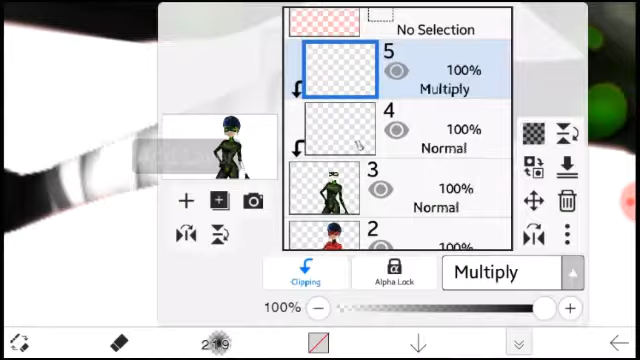 No Selection
5
100%
Multiply
4
100%
Normal
3
100%
Normal
2
100%
Clipping
Alpha Lock
Multiply
100%
219